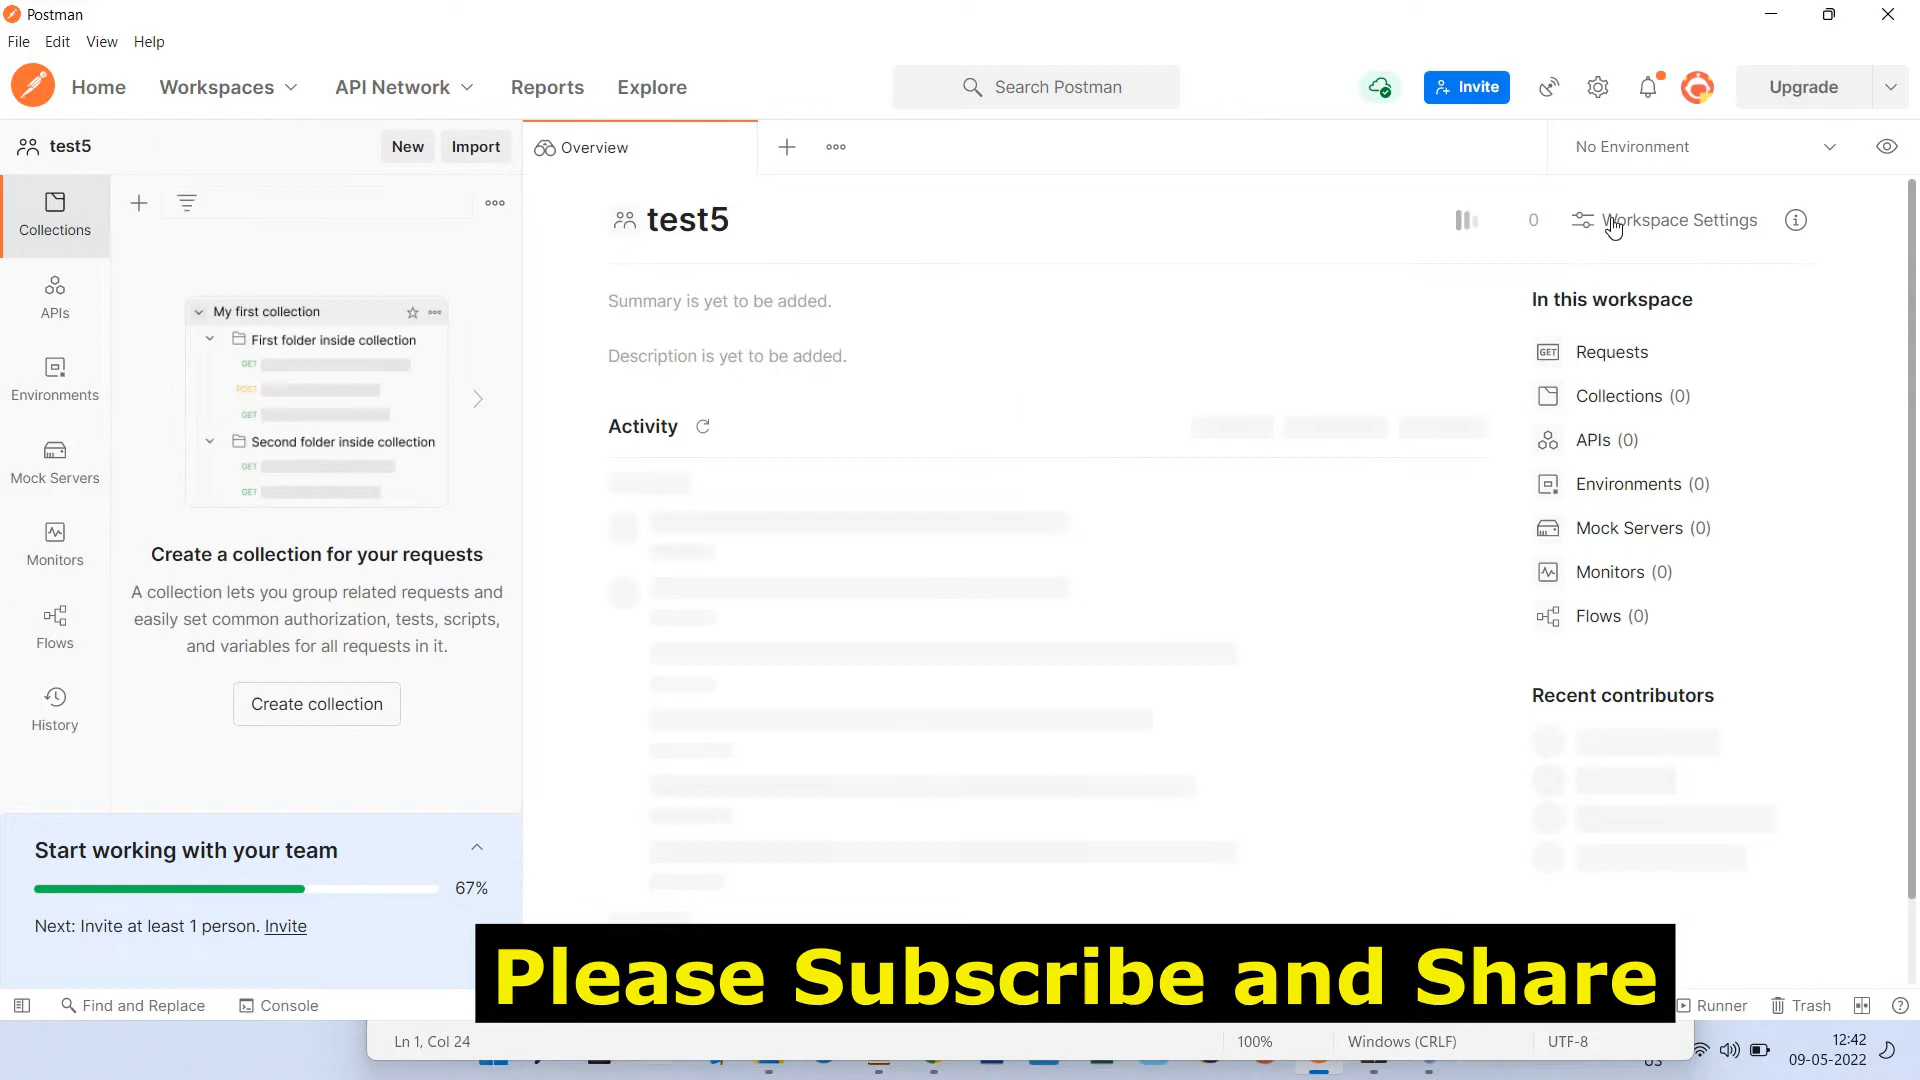 Postman
File Edit View Help
Home Workspaces API Network Reports Explore Search Postman Invite Upgrade
test5 New Import Overview No Environment
Collections
APIs
Environments
Mock Servers
Monitors
Flows
History
My first collection
First folder inside collection
GET
POST
GET
Second folder inside collection
GET
GET
Create a collection for your requests
A collection lets you group related requests and
easily set common authorization, tests, scripts,
and variables for all requests in it.
Create collection
Start working with your team
67%
Next: Invite at least 1 person. Invite
test5 0 Workspace Settings
Summary is yet to be added.
Description is yet to be added.
Activity
In this workspace
GET Requests
Collections (0)
APIs (0)
Environments (0)
Mock Servers (0)
Monitors (0)
Flows (0)
Recent contributors
Please Subscribe and Share
Find and Replace Console Runner Trash
Ln 1, Col 24 100% Windows (CRLF) UTF-8
12:42
09-05-2022